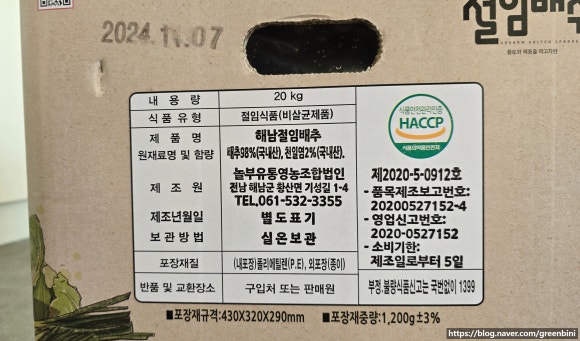 2024.11.07
절임배추
내 용 량 20 kg
식 품 유 형 절임식품(비살균제품)
제 품 명 해남절임배추
원재료명 및 함량 배추98%(국내산), 천일염2%(국내산).
제 조 원 놀부유통영농조합법인
전남 해남군 황산면 기성길 1-4
TEL,061-532-3355
제조년월일 별도표기
보관 방법 실온보관
포장재질 (내포장)폴리에틸렌(P.E), 외포장(종이)
반품 및 교환장소 구입처 또는 판매원
식품안전관리인증
HACCP
식품의약품안전처
제2020-5-0912호
- 품목제조보고번호:
20200527152-4
- 영업신고번호:
2020-0527152
- 소비기한:
제조일로부터 5일
부정.불량식품신고는 국번없이 1399
■포장재규격:430X320X290mm ■포장재중량:1,200g±3%
https://blog.naver.com/greenbini